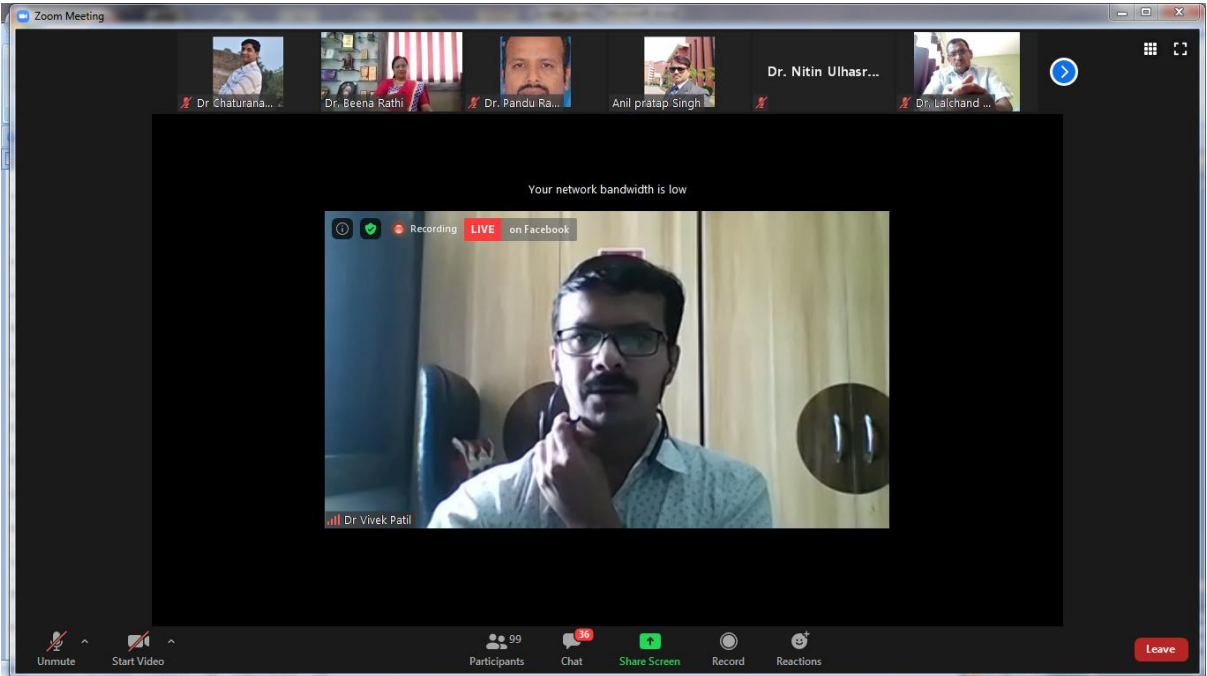 Zoom Meeting
Dr Chaturana...
Dr. Beena Rathi
Dr. Pandu Ra...
Anil pratap Singh
Dr. Nitin Ulhasr...
Dr. Lalchand ...
Your network bandwidth is low
Recording LIVE on Facebook
Dr Vivek Patil
99
36
Unmute
Start Video
Participants
Chat
Share Screen
Record
Reactions
Leave